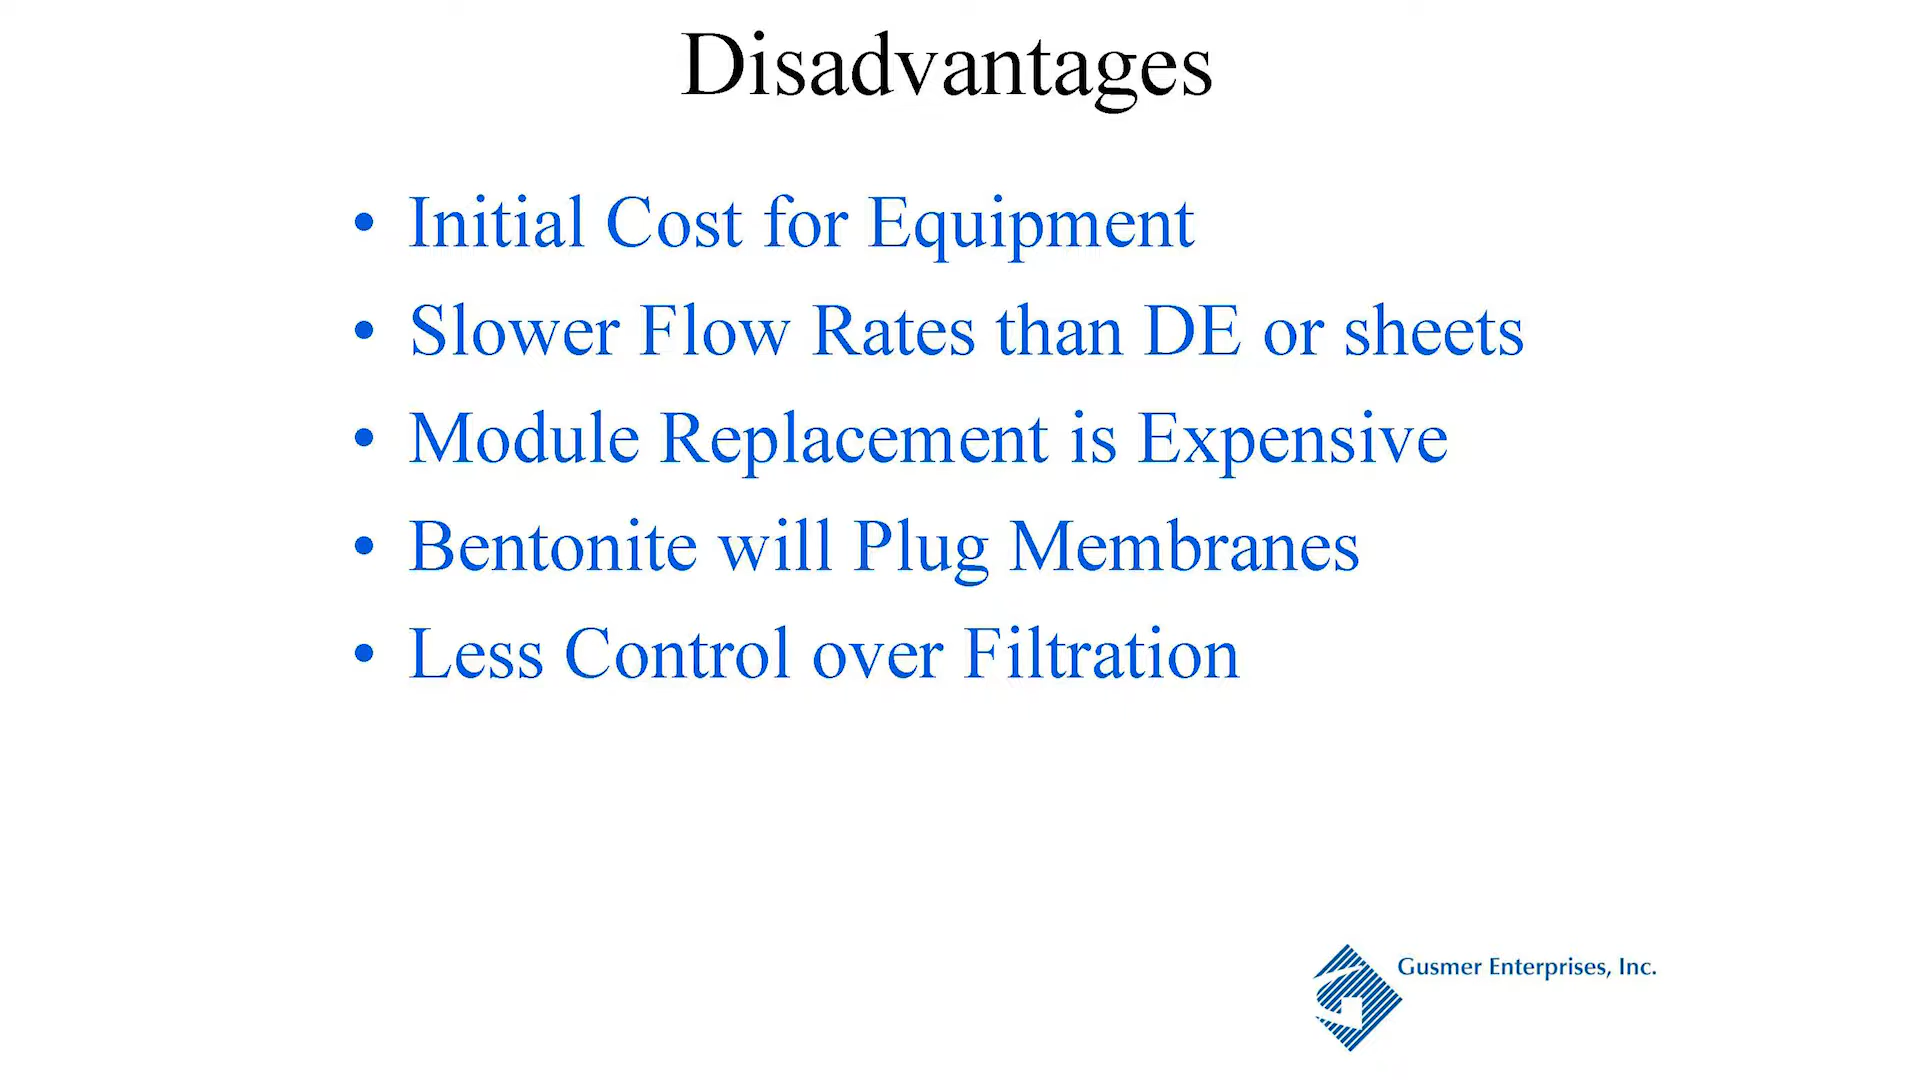 Disadvantages
• Initial Cost for Equipment
• Slower Flow Rates than DE or sheets
• Module Replacement is Expensive
• Bentonite will Plug Membranes
• Less Control over Filtration
Gusmer Enterprises, Inc.